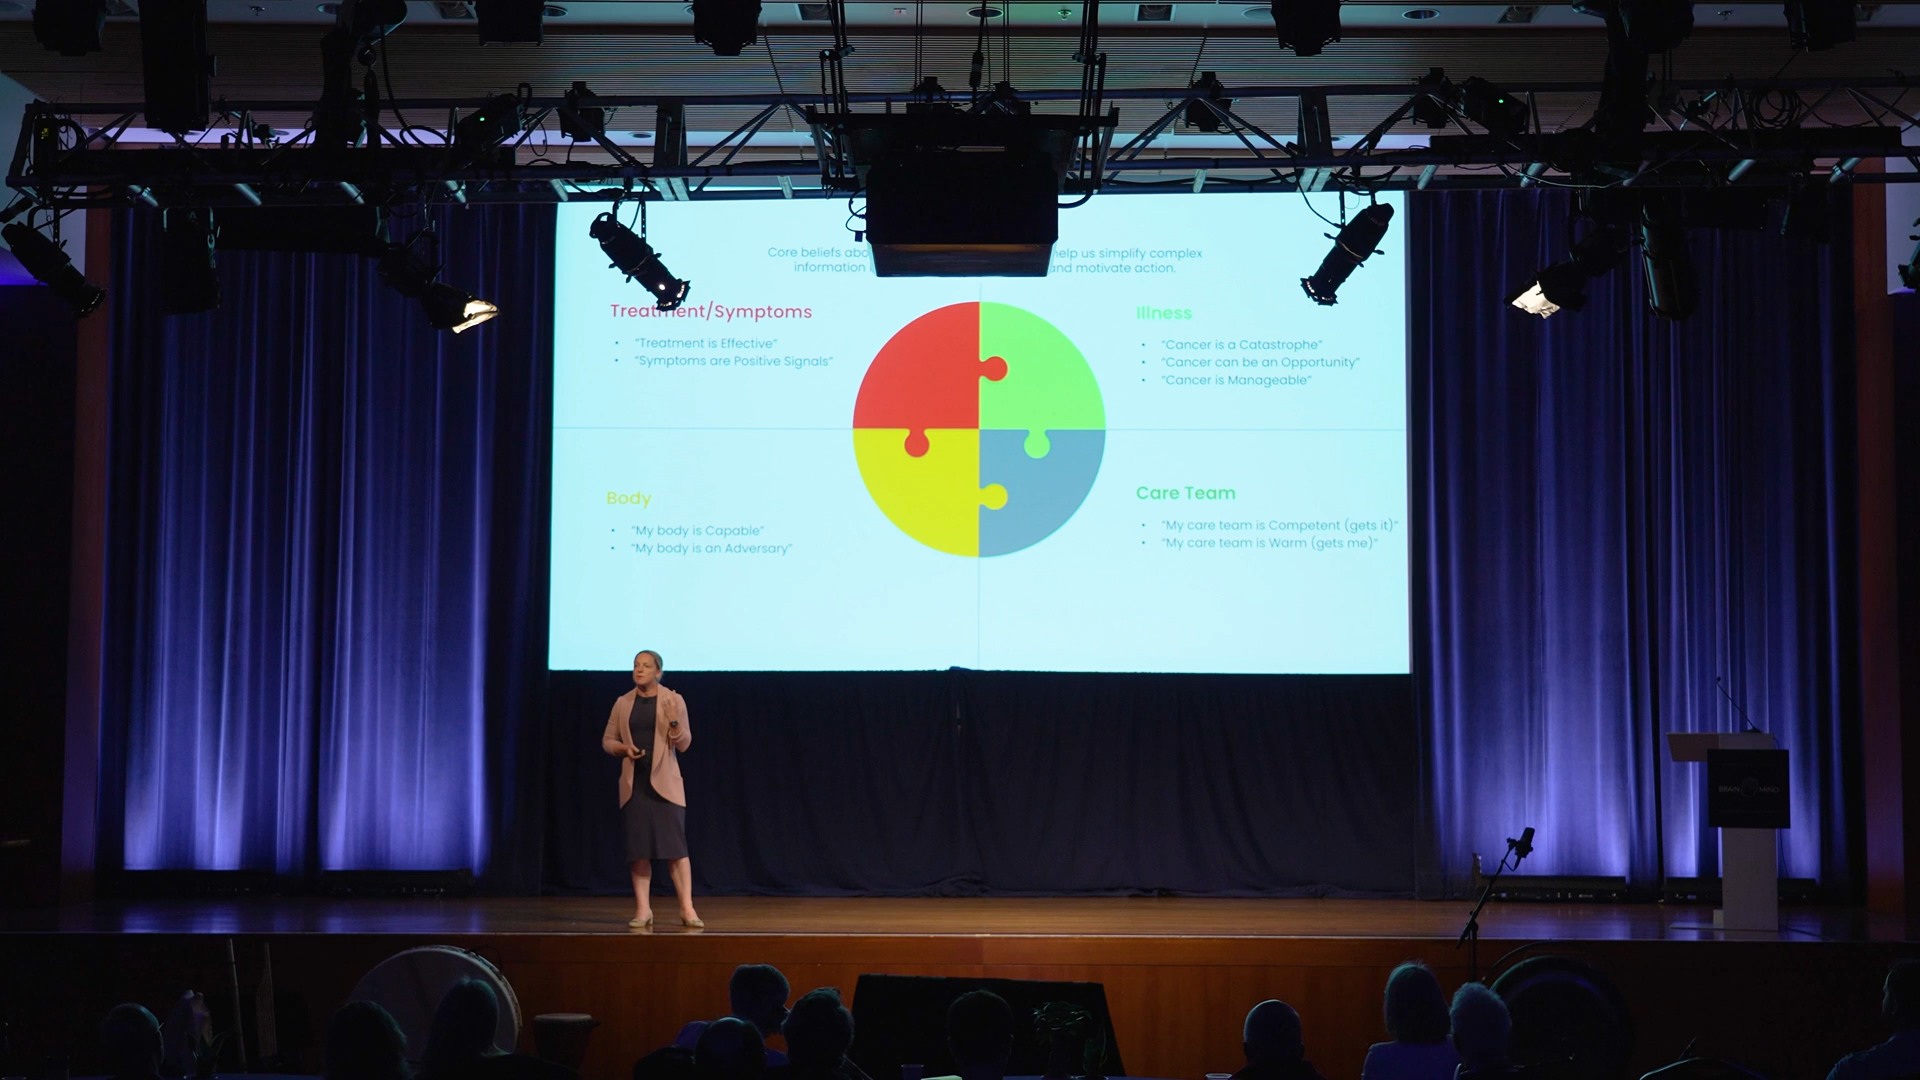 Core beliefs abo
help us simplify complex
information
and motivate action.
Treatment/Symptoms
• "Treatment is Effective"
• "Symptoms are Positive Signals"
Illness
• "Cancer is a Catastrophe"
• "Cancer can be an Opportunity"
• "Cancer is Manageable"
Body
• "My body is Capable"
• "My body is an Adversary"
Care Team
• "My care team is Competent (gets it)"
• "My care team is Warm (gets me)"
BRAIN MIND